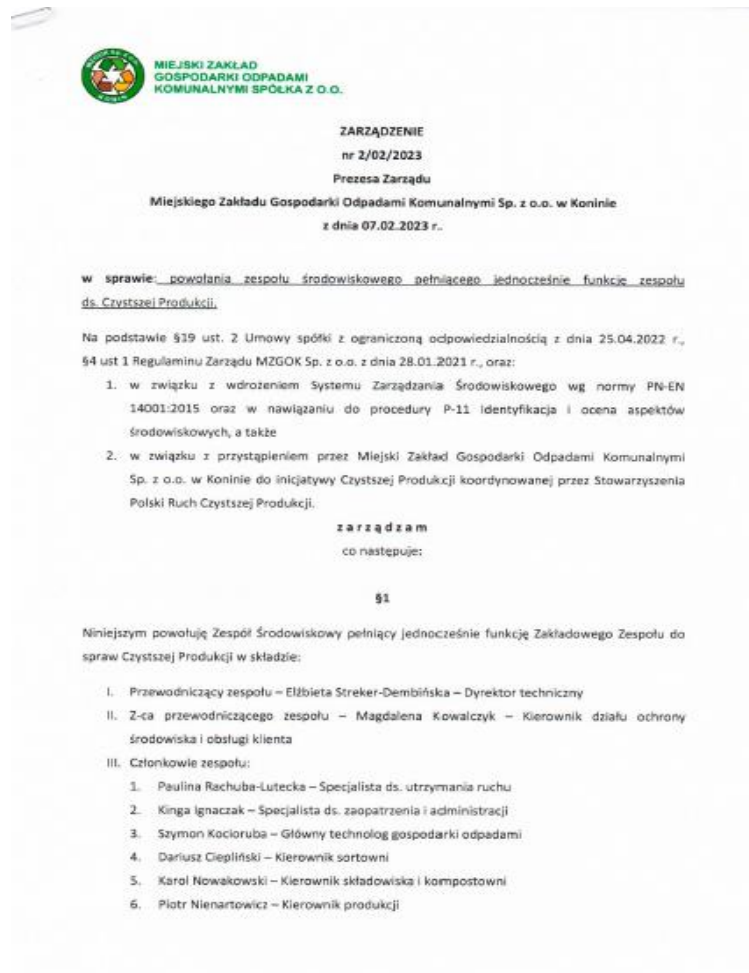 MZGOK Sp. z o.o.
KONIN
MIEJSKI ZAKŁAD
GOSPODARKI ODPADAMI
KOMUNALNYMI SPÓŁKA Z O.O.
ZARZĄDZENIE
nr 2/02/2023
Prezesa Zarządu
Miejskiego Zakładu Gospodarki Odpadami Komunalnymi Sp. z o.o. w Koninie
z dnia 07.02.2023 r..
w sprawie: powołania zespołu środowiskowego pełniącego jednocześnie funkcję zespołu
ds. Czystszej Produkcji.
Na podstawie §19 ust. 2 Umowy spółki z ograniczoną odpowiedzialnością z dnia 25.04.2022 r.,
§4 ust 1 Regulaminu Zarządu MZGOK Sp. z o.o. z dnia 28.01.2021 r., oraz:
1. w związku z wdrożeniem Systemu Zarządzania Środowiskowego wg normy PN-EN
14001:2015 oraz w nawiązaniu do procedury P-11 Identyfikacja i ocena aspektów
środowiskowych, a także
2. w związku z przystąpieniem przez Miejski Zakład Gospodarki Odpadami Komunalnymi
Sp. z o.o. w Koninie do inicjatywy Czystszej Produkcji koordynowanej przez Stowarzyszenia
Polski Ruch Czystszej Produkcji.
z a r z ą d z a m
co następuje:
§1
Niniejszym powołuję Zespół Środowiskowy pełniący jednocześnie funkcję Zakładowego Zespołu do
spraw Czystszej Produkcji w składzie:
I. Przewodniczący zespołu – Elżbieta Streker-Dembińska – Dyrektor techniczny
II. Z-ca przewodniczącego zespołu – Magdalena Kowalczyk – Kierownik działu ochrony
środowiska i obsługi klienta
III. Członkowie zespołu:
1. Paulina Rachuba-Lutecka – Specjalista ds. utrzymania ruchu
2. Kinga Ignaczak – Specjalista ds. zaopatrzenia i administracji
3. Szymon Kocioruba – Główny technolog gospodarki odpadami
4. Dariusz Ciepliński – Kierownik sortowni
5. Karol Nowakowski – Kierownik składowiska i kompostowni
6. Piotr Nienartowicz – Kierownik produkcji